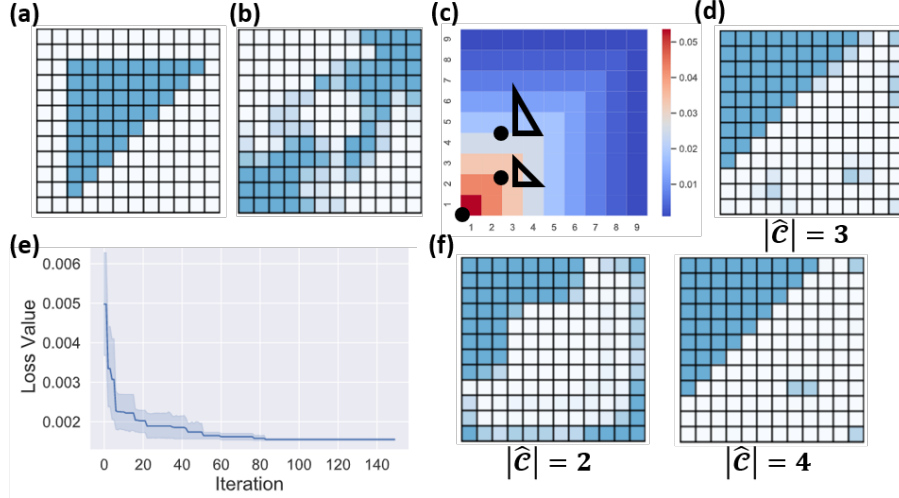 (a)
(b)
(c)
(d)
9
8
7
6
5
4
3
2
1
1 2 3 4 5 6 7 8 9
0.05
0.04
0.03
0.02
0.01
|Ĉ| = 3
(e)
(f)
0.006
0.005
0.004
0.003
0.002
Loss Value
0 20 40 60 80 100 120 140
Iteration
|Ĉ| = 2
|Ĉ| = 4